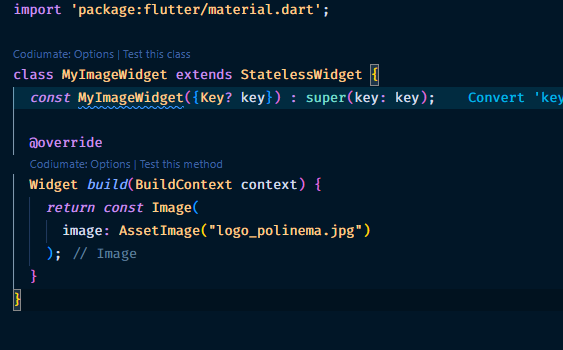 import 'package:flutter/material.dart';
Codiumate: Options | Test this class
class MyImageWidget extends StatelessWidget {
const MyImageWidget({Key? key}) : super(key: key); Convert 'key
@override
Codiumate: Options | Test this method
Widget build(BuildContext context) {
return const Image(
image: AssetImage("logo_polinema.jpg")
); // Image
}
}